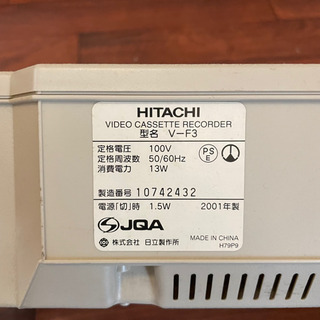 HITACHI
VIDEO CASSETTE RECORDER
型名 V-F3
定格電圧 100V
定格周波数 50/60Hz
消費電力 13W
PS
E
製造番号 10742432
電源「切」時 1.5W 2001年製
JQA
株式会社 日立製作所
MADE IN CHINA
H79P9